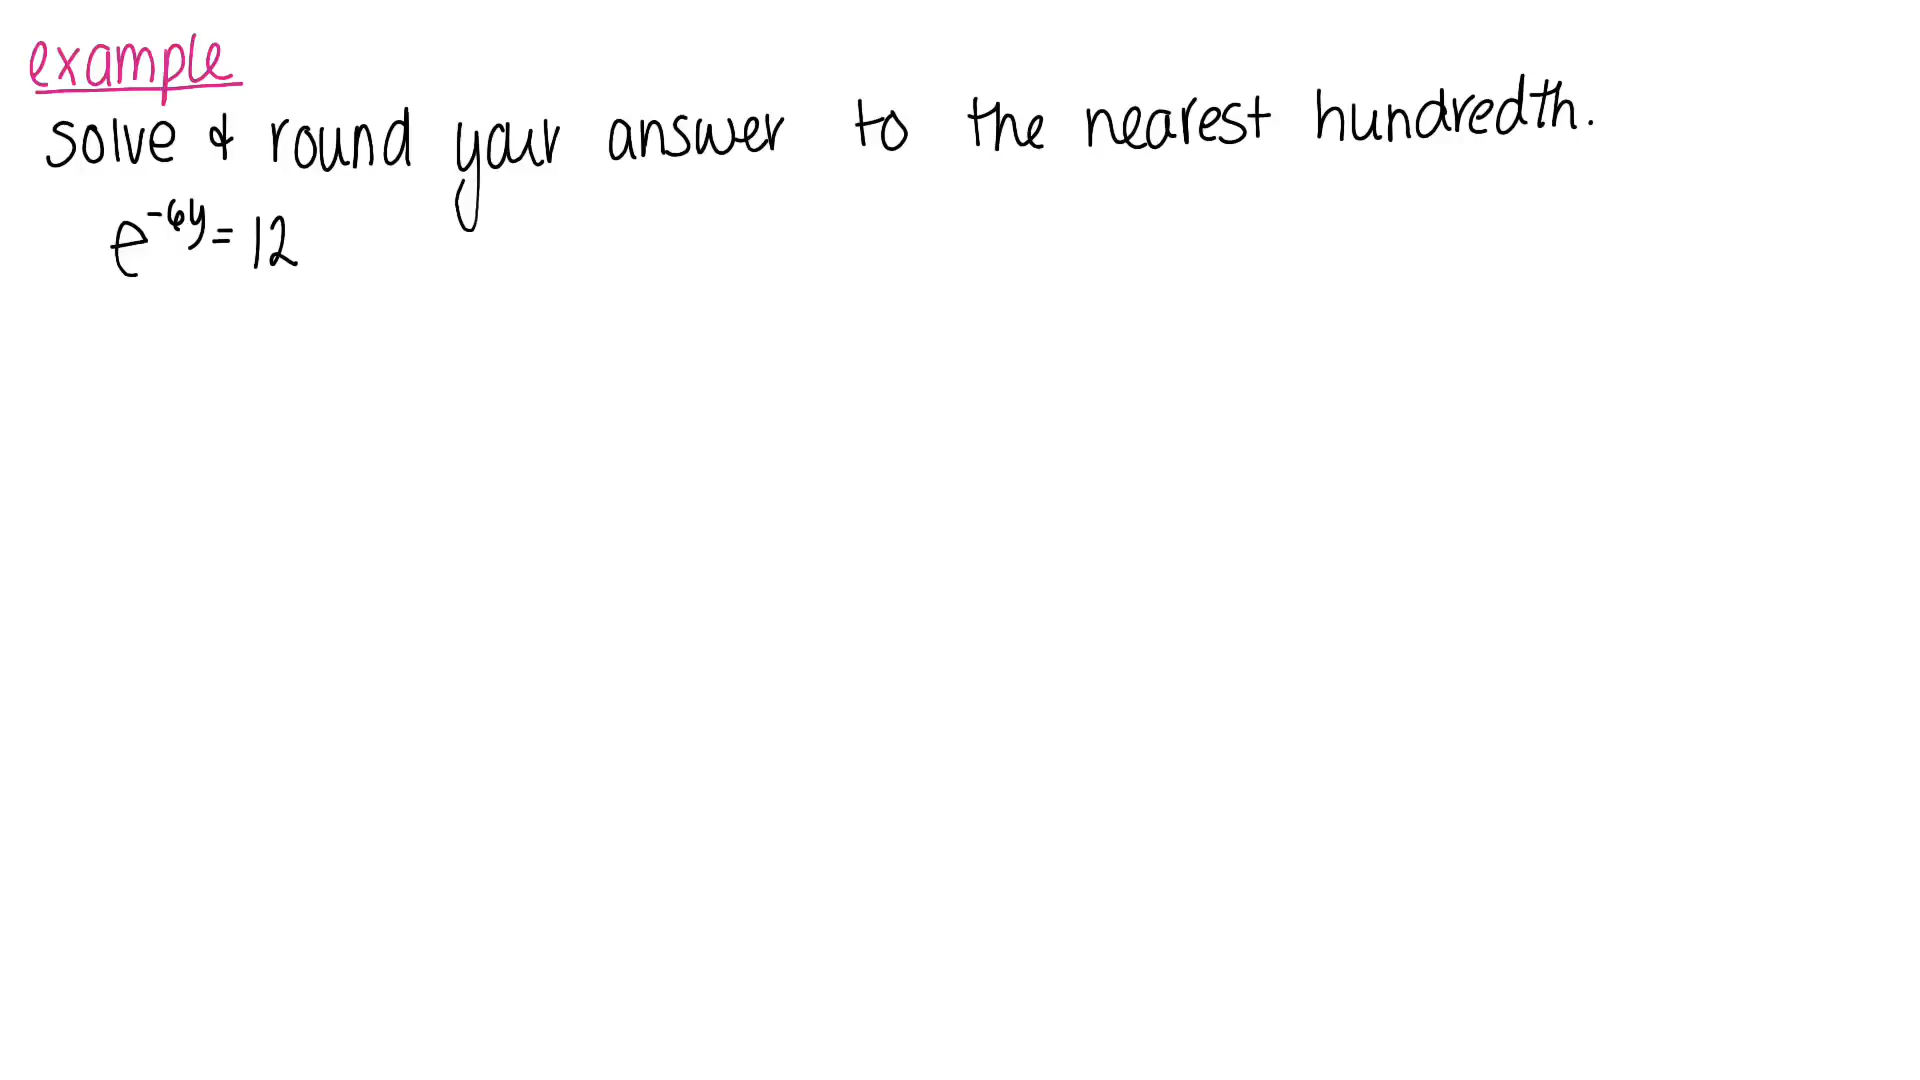 example
solve & round your answer to the nearest hundredth.
e^{-6y} = 12